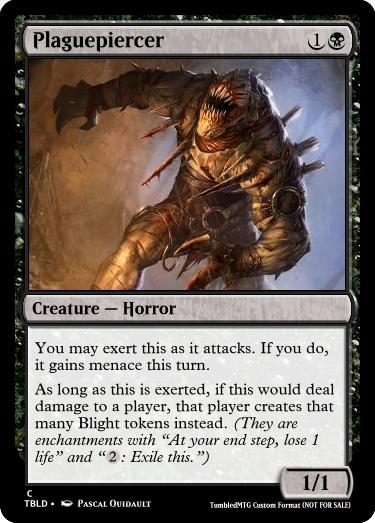 Plaguepiercer 1
Creature — Horror
You may exert this as it attacks. If you do,
it gains menace this turn.
As long as this is exerted, if this would deal
damage to a player, that player creates that
many Blight tokens instead. (They are
enchantments with “At your end step, lose 1
life” and “2 : Exile this.”)
1/1
C
TBLD • Pascal Quidault
TumbledMTG Custom Format (NOT FOR SALE)